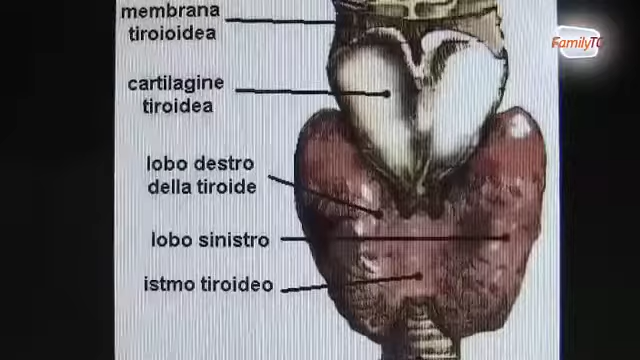 membrana
tiroioidea
FamilyTC
cartilagine
tiroidea
lobo destro
della tiroide
lobo sinistro
istmo tiroideo